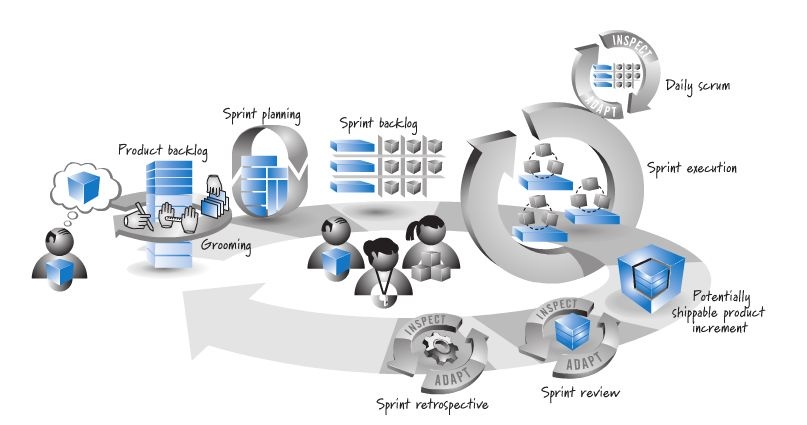 INSPECT
ADAPT
Daily scrum
Sprint planning
Sprint backlog
Product backlog
Sprint execution
Grooming
Potentially
shippable product
increment
INSPECT
ADAPT
INSPECT
ADAPT
Sprint review
Sprint retrospective